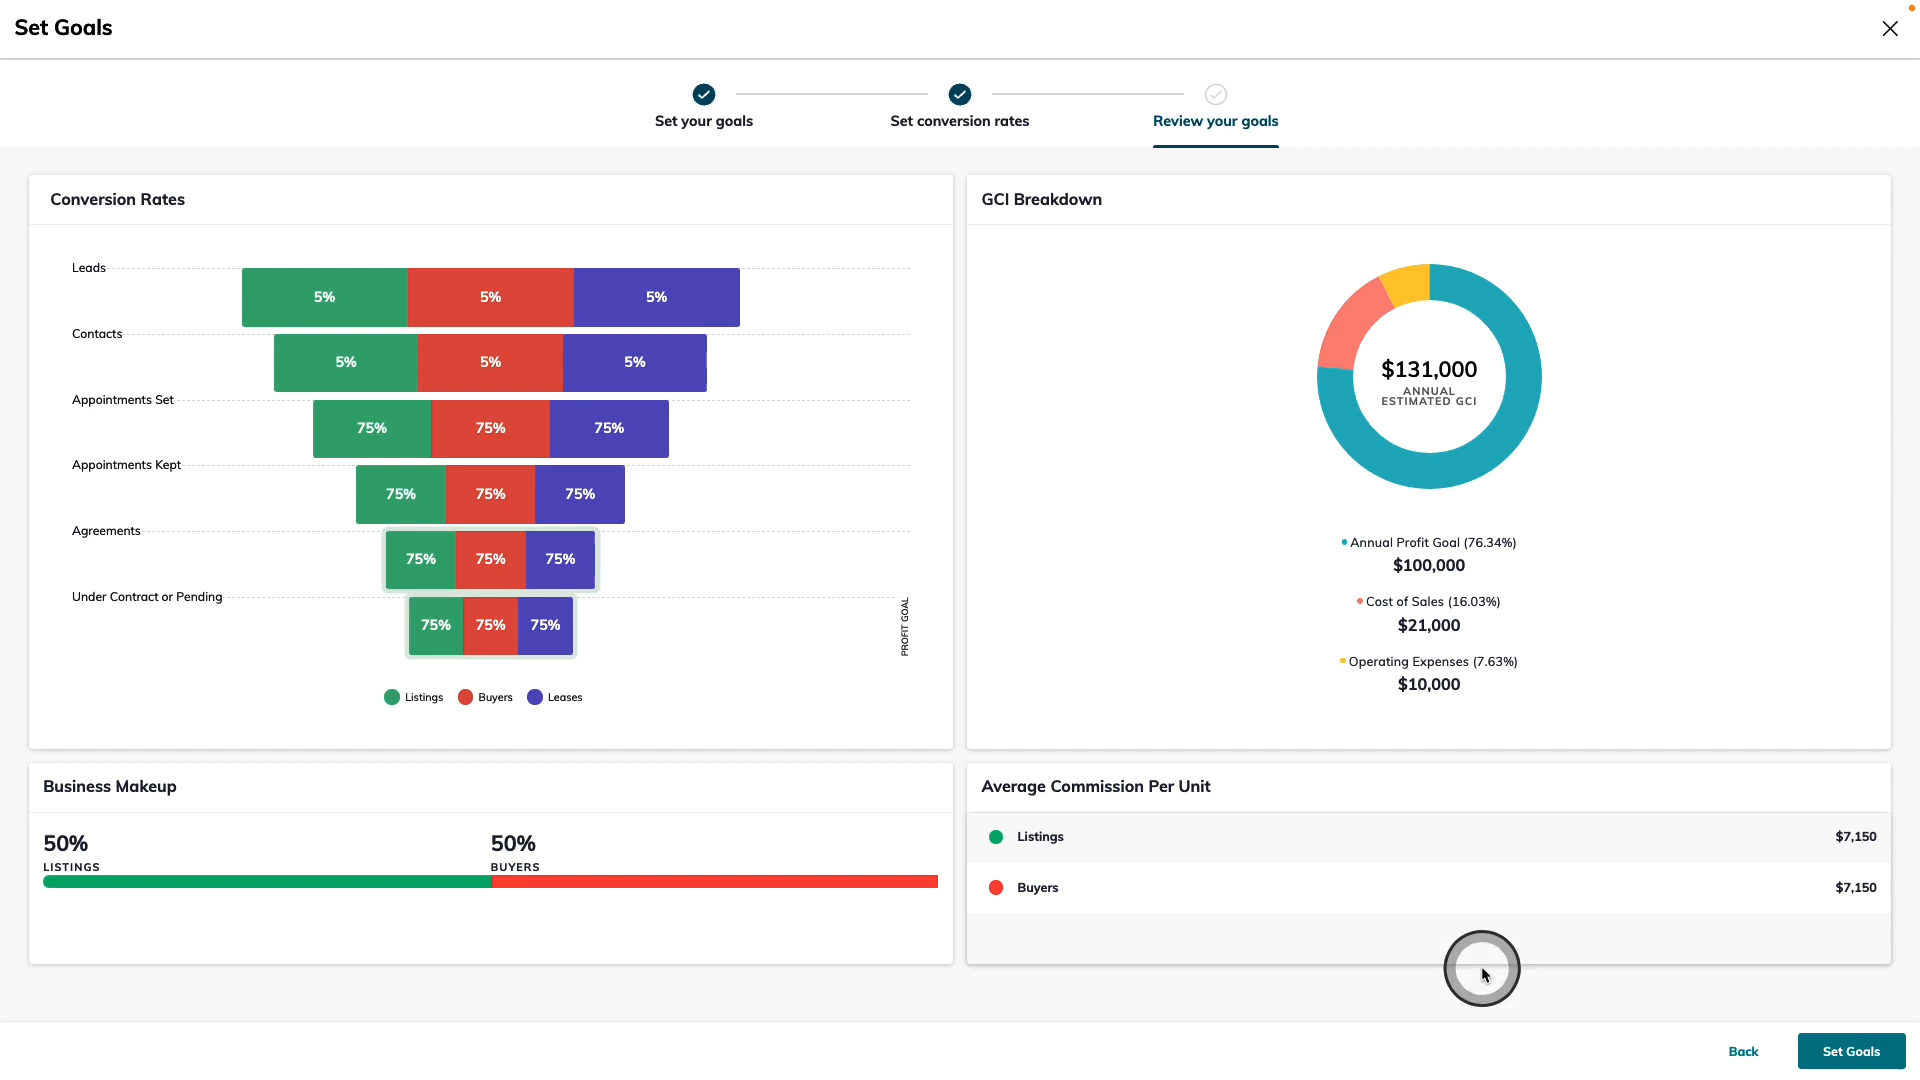 Set Goals
Set your goals
Set conversion rates
Review your goals
Conversion Rates
Leads
5% 5% 5%
Contacts
5% 5% 5%
Appointments Set
75% 75% 75%
Appointments Kept
75% 75% 75%
Agreements
75% 75% 75%
Under Contract or Pending
75% 75% 75%
PROFIT GOAL
Listings Buyers Leases
GCI Breakdown
$131,000
ANNUAL
ESTIMATED GCI
Annual Profit Goal (76.34%)
$100,000
Cost of Sales (16.03%)
$21,000
Operating Expenses (7.63%)
$10,000
Business Makeup
50% 50%
LISTINGS BUYERS
Average Commission Per Unit
Listings $7,150
Buyers $7,150
Back Set Goals